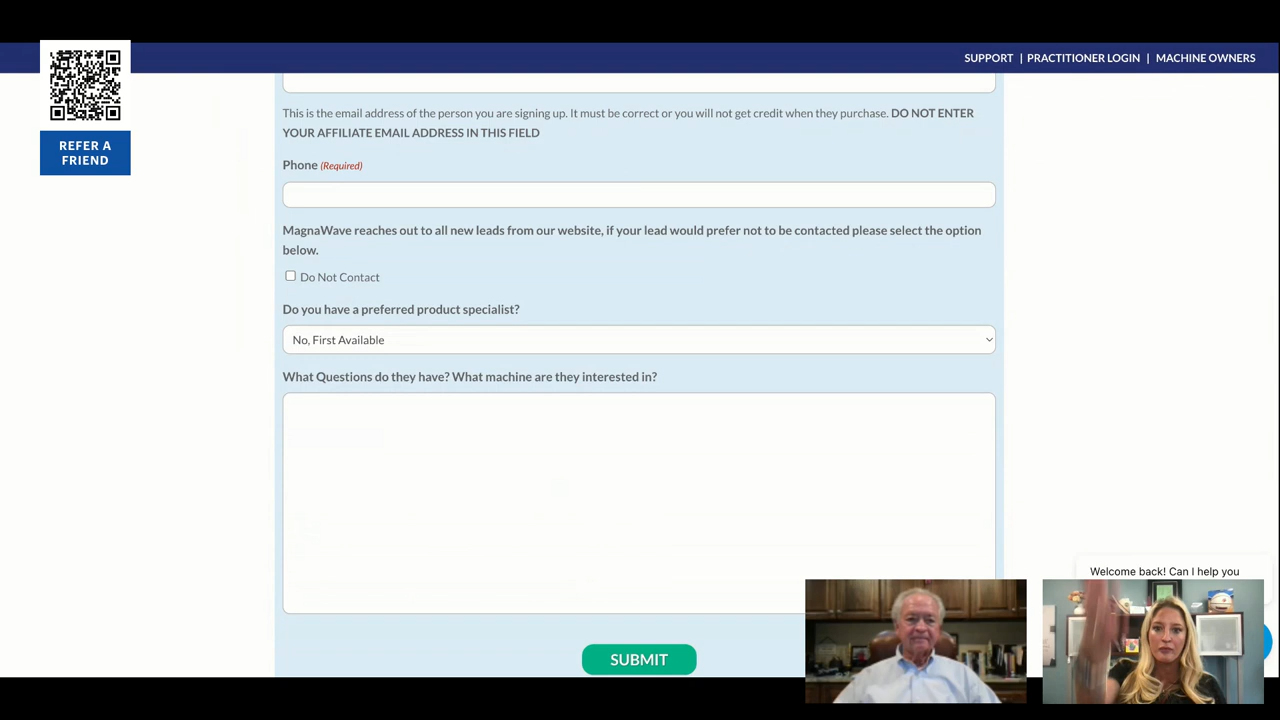 SUPPORT | PRACTITIONER LOGIN | MACHINE OWNERS
REFER A
FRIEND
This is the email address of the person you are signing up. It must be correct or you will not get credit when they purchase. DO NOT ENTER
YOUR AFFILIATE EMAIL ADDRESS IN THIS FIELD
Phone (Required)
MagnaWave reaches out to all new leads from our website, if your lead would prefer not to be contacted please select the option
below.
Do Not Contact
Do you have a preferred product specialist?
No, First Available
What Questions do they have? What machine are they interested in?
Welcome back! Can I help you
SUBMIT